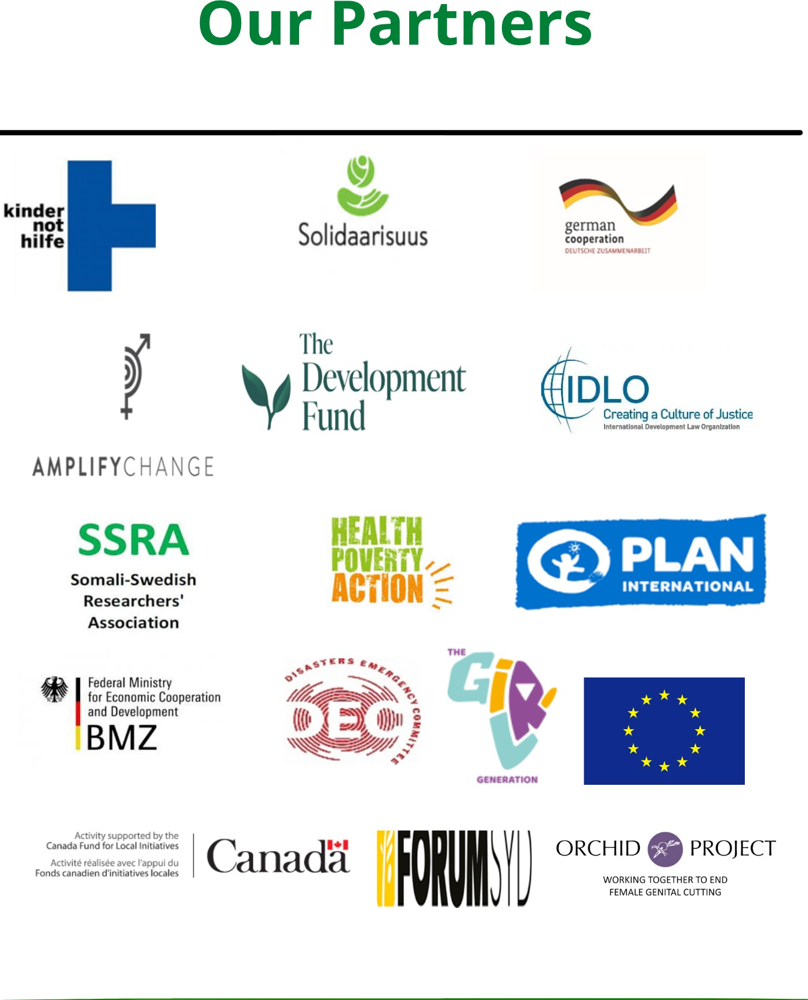 Our Partners
kinder
not
hilfe
Solidaarisuus
german
cooperation
DEUTSCHE ZUSAMMENARBEIT
AMPLIFYCHANGE
The
Development
Fund
IDLO
Creating a Culture of Justice
International Development Law Organization
SSRA
Somali-Swedish
Researchers'
Association
HEALTH
POVERTY
ACTION
PLAN
INTERNATIONAL
Federal Ministry
for Economic Cooperation
and Development
BMZ
DISASTERS EMERGENCY COMMITTEE
DEC
THE
GiRL
GENERATION
Activity supported by the
Canada Fund for Local Initiatives
Activité réalisée avec l'appui du
Fonds canadien d'initiatives locales
Canada
FORUMSYD
ORCHID PROJECT
WORKING TOGETHER TO END
FEMALE GENITAL CUTTING